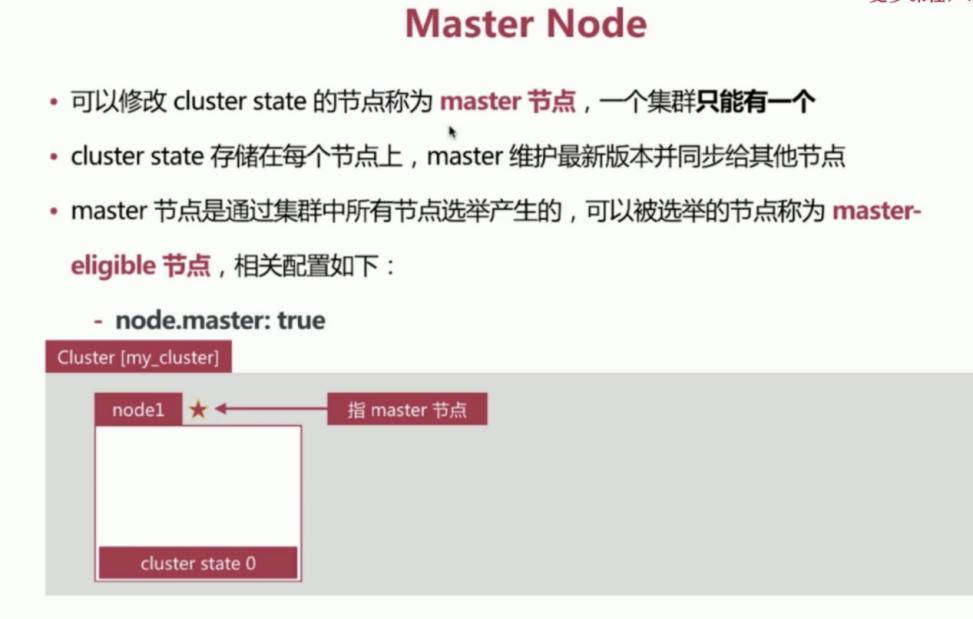 Master Node
• 可以修改 cluster state 的节点称为 master 节点，一个集群只能有一个
• cluster state 存储在每个节点上，master 维护最新版本并同步给其他节点
• master 节点是通过集群中所有节点选举产生的，可以被选举的节点称为 master-
eligible 节点，相关配置如下：
- node.master: true
Cluster [my_cluster]
node1
指 master 节点
cluster state 0